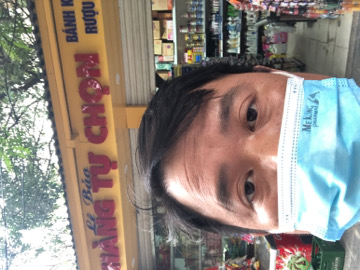 BÁNH K
RƯỢU
Lê Bảo
HÀNG TỰ CHỌN